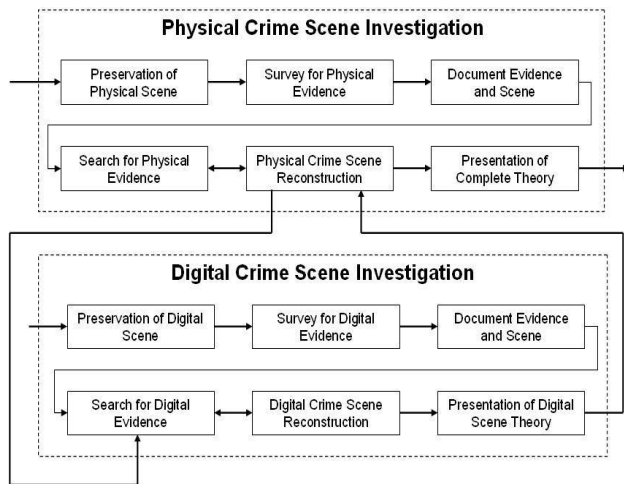 Physical Crime Scene Investigation
Preservation of
Physical Scene
Survey for Physical
Evidence
Document Evidence
and Scene
Search for Physical
Evidence
Physical Crime Scene
Reconstruction
Presentation of
Complete Theory
Digital Crime Scene Investigation
Preservation of Digital
Scene
Survey for Digital
Evidence
Document Evidence
and Scene
Search for Digital
Evidence
Digital Crime Scene
Reconstruction
Presentation of Digital
Scene Theory